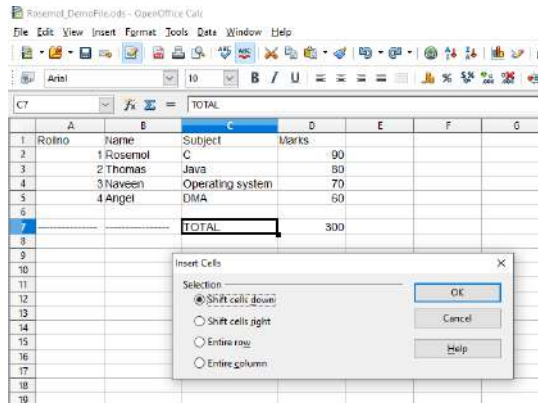 Rosemol_DemoFile.ods - OpenOffice Calc
File Edit View Insert Format Tools Data Window Help
Arial 10 B I U
C7 fx Σ = TOTAL
A B C D E F G
1 Rollno Name Subject Marks
2 1 Rosemol C 90
3 2 Thomas Java 80
4 3 Naveen Operating system 70
5 4 Angel DMA 60
6
7 ---------------- ---------------- TOTAL 300
8
9
Insert Cells
10
11
Selection
OK
12
Shift cells down
13
Shift cells right
Cancel
14
15
Entire row
Help
16
17
Entire column
18
19